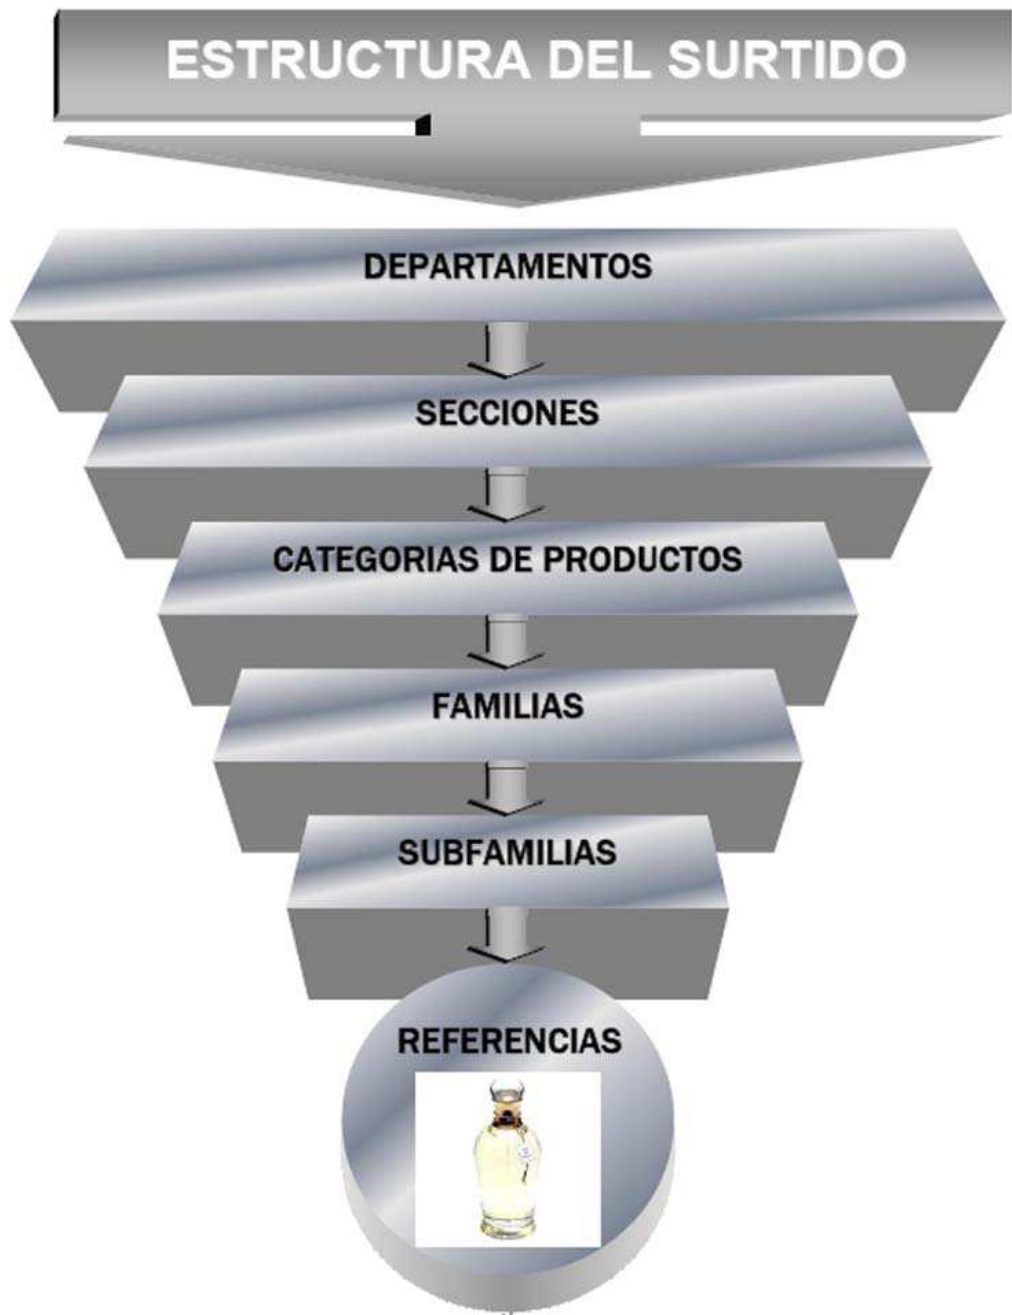 ESTRUCTURA DEL SURTIDO
DEPARTAMENTOS
SECCIONES
CATEGORIAS DE PRODUCTOS
FAMILIAS
SUBFAMILIAS
REFERENCIAS